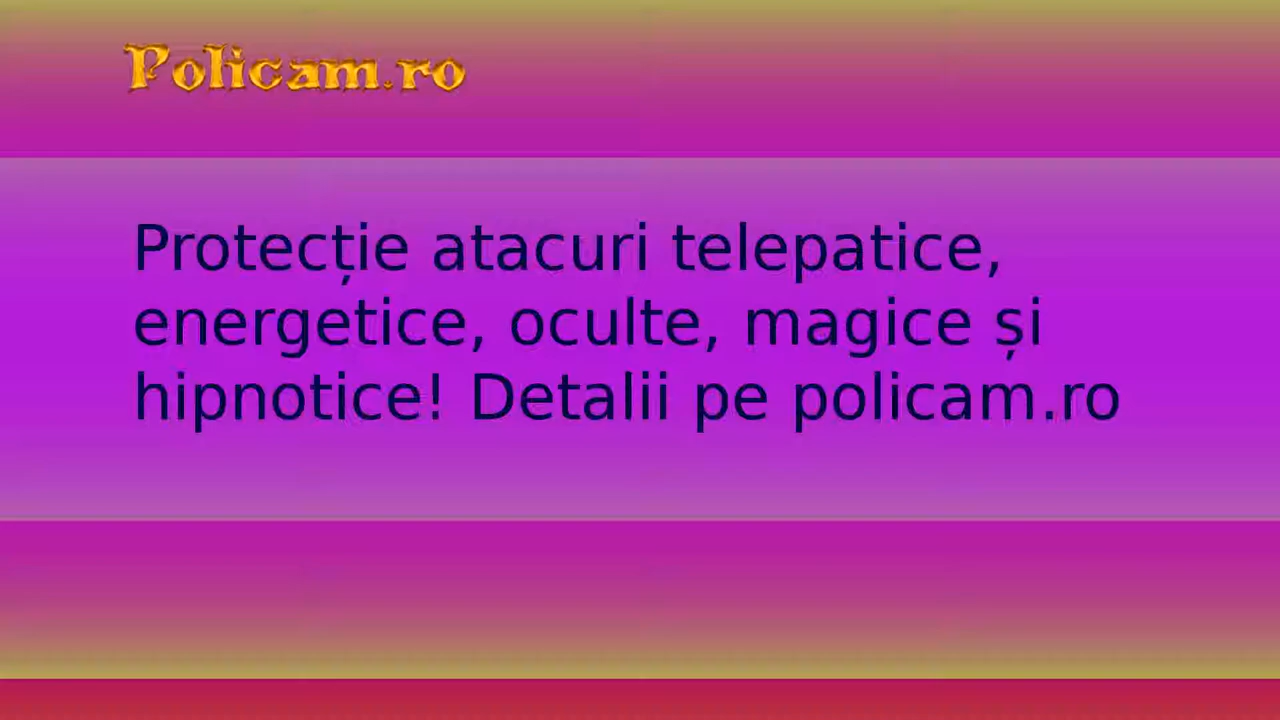 Policam.ro
Protecție atacuri telepatice,
energetice, oculte, magice și
hipnotice! Detalii pe policam.ro